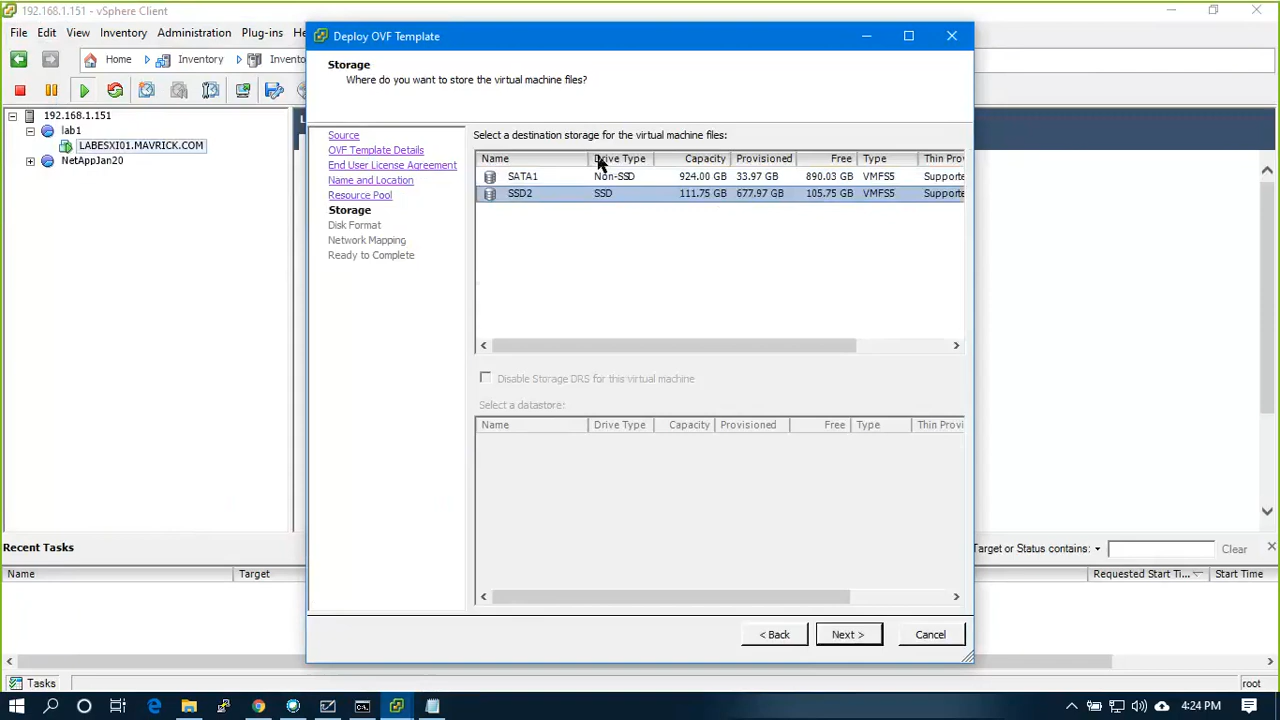 192.168.1.151 - vSphere Client
File Edit View Inventory Administration Plug-ins He
Home Inventory Invento
192.168.1.151
lab1
LABESXI01.MAVRICK.COM
NetAppJan20
Deploy OVF Template
Storage
Where do you want to store the virtual machine files?
Source
OVF Template Details
End User License Agreement
Name and Location
Resource Pool
Storage
Disk Format
Network Mapping
Ready to Complete
Select a destination storage for the virtual machine files:
Name Drive Type Capacity Provisioned Free Type Thin Pro
SATA1 Non-SSD 924.00 GB 33.97 GB 890.03 GB VMFS5 Supporte
SSD2 SSD 111.75 GB 677.97 GB 105.75 GB VMFS5 Supporte
Disable Storage DRS for this virtual machine
Select a datastore:
Name Drive Type Capacity Provisioned Free Type Thin Provi
< Back Next > Cancel
Recent Tasks
Target or Status contains: Clear
Name Target Requested Start Ti... Start Time
Tasks root
4:24 PM